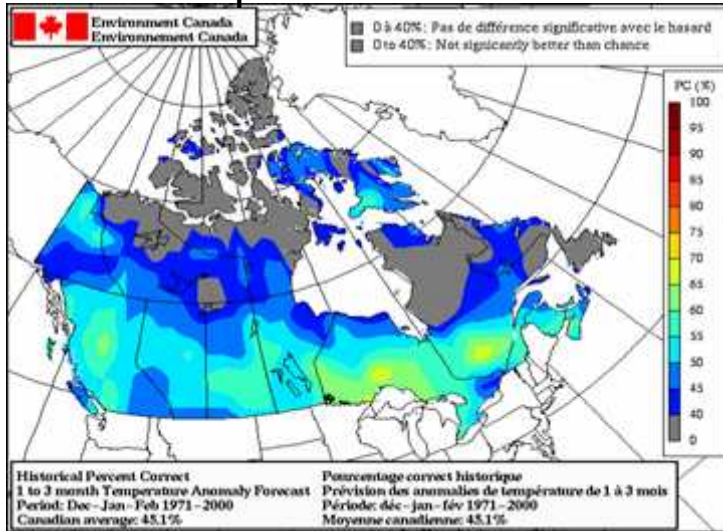 Environment Canada
Environnement Canada
0 à 40%: Pas de différence significative avec le hasard
0 to 40%: Not signicantly better than chance
PC (%)
100
95
90
85
80
75
70
65
60
55
50
45
40
0
Historical Percent Correct
1 to 3 month Temperature Anomaly Forecast
Period: Dec-Jan-Feb 1971-2000
Canadian average: 45.1%
Pourcentage correct historique
Prévision des anomalies de température de 1 à 3 mois
Période: déc-jan-fév 1971-2000
Moyenne canadienne: 45.1%